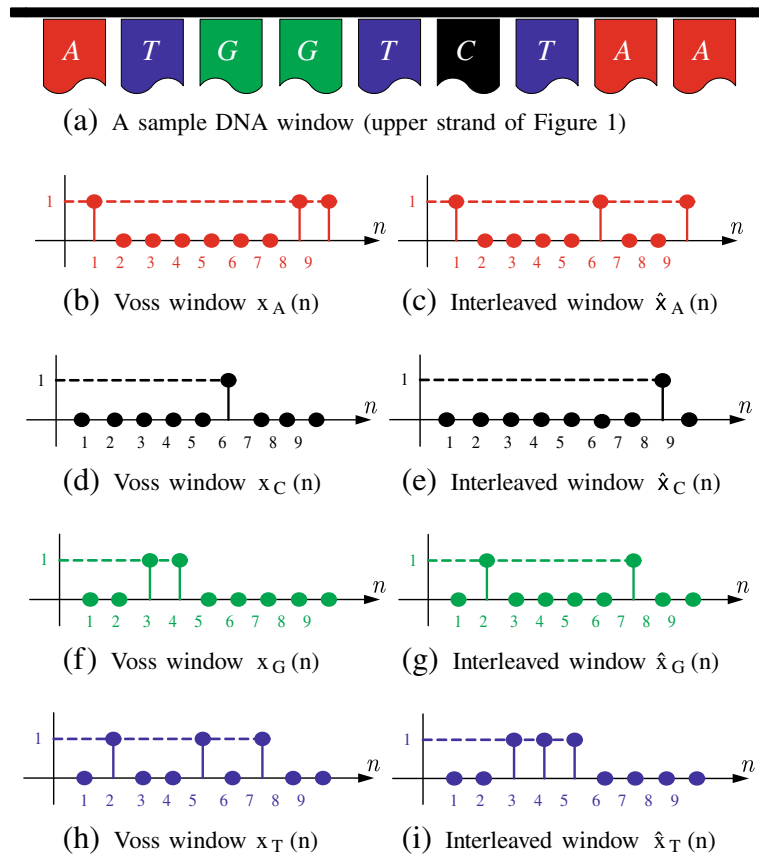 A T G G T C T A A
(a) A sample DNA window (upper strand of Figure 1)
1 n 1 n
1 2 3 4 5 6 7 8 9 1 2 3 4 5 6 7 8 9
(b) Voss window x_A(n) (c) Interleaved window x̂_A(n)
1 n 1 n
1 2 3 4 5 6 7 8 9 1 2 3 4 5 6 7 8 9
(d) Voss window x_C(n) (e) Interleaved window x̂_C(n)
1 n 1 n
1 2 3 4 5 6 7 8 9 1 2 3 4 5 6 7 8 9
(f) Voss window x_G(n) (g) Interleaved window x̂_G(n)
1 n 1 n
1 2 3 4 5 6 7 8 9 1 2 3 4 5 6 7 8 9
(h) Voss window x_T(n) (i) Interleaved window x̂_T(n)